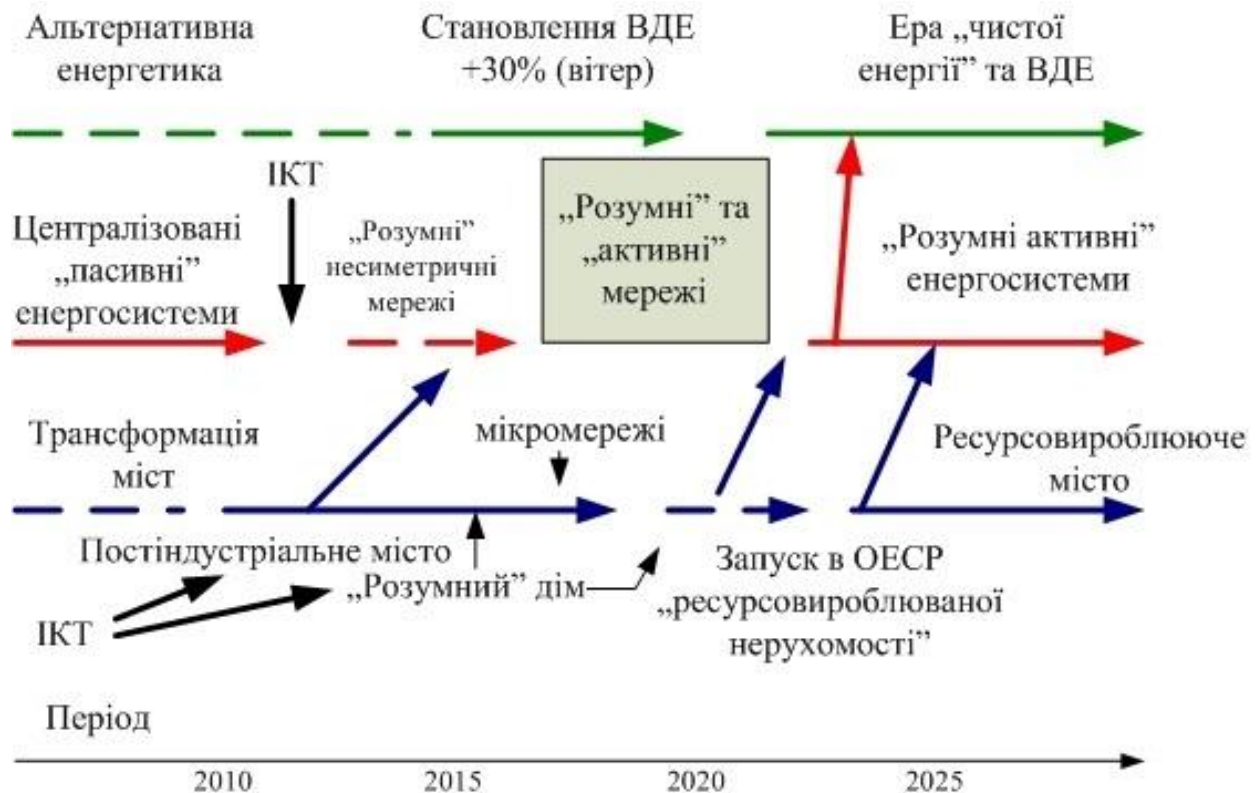 Альтернативна
енергетика
Становлення ВДЕ
+30% (вітер)
Ера „чистої
енергії” та ВДЕ
ІКТ
Централізовані
„пасивні”
енергосистеми
„Розумні”
несиметричні
мережі
„Розумні” та
„активні”
мережі
„Розумні активні”
енергосистеми
Трансформація
міст
мікромережі
Ресурсовироблююче
місто
Постіндустріальне місто
„Розумний” дім
ІКТ
Запуск в ОЕСР
„ресурсовироблюваної
нерухомості”
Період
2010
2015
2020
2025